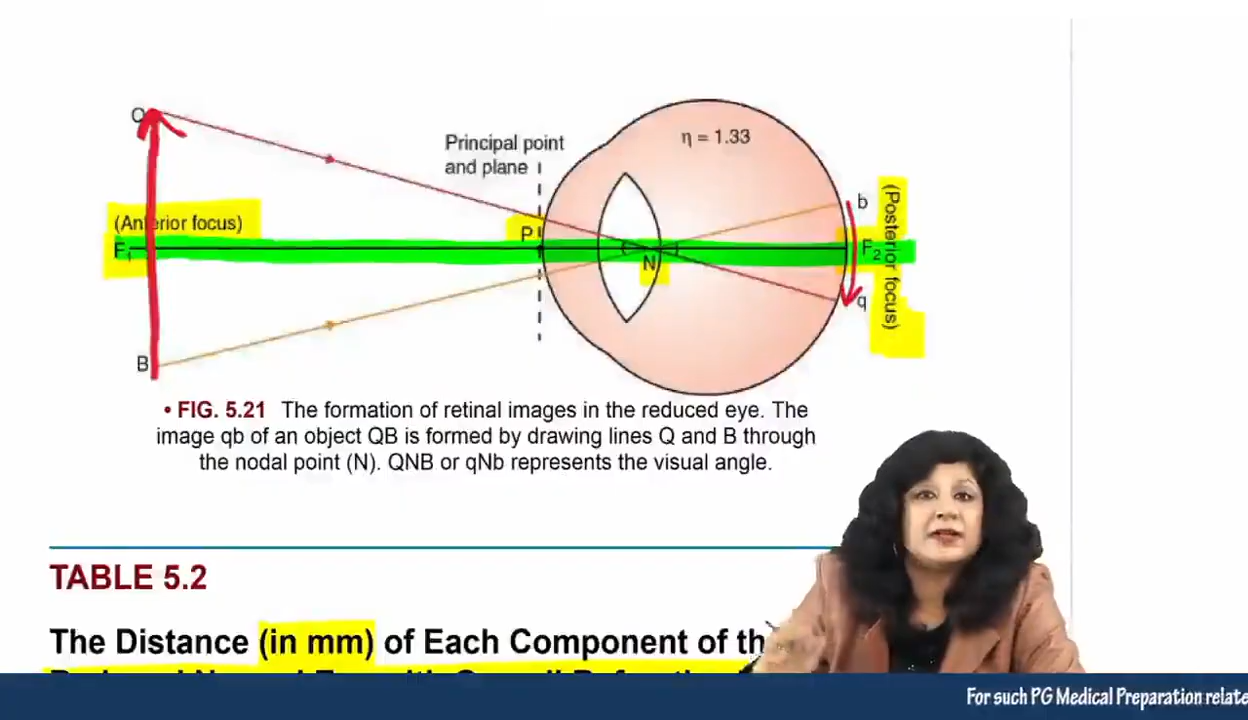 Q
Principal point
and plane
η = 1.33
b
(Anterior focus)
(Posterior focus)
P
F₁
N
F₂
q
B
• FIG. 5.21 The formation of retinal images in the reduced eye. The
image qb of an object QB is formed by drawing lines Q and B through
the nodal point (N). QNB or qNb represents the visual angle.
TABLE 5.2
The Distance (in mm) of Each Component of th
For such PG Medical Preparation relate